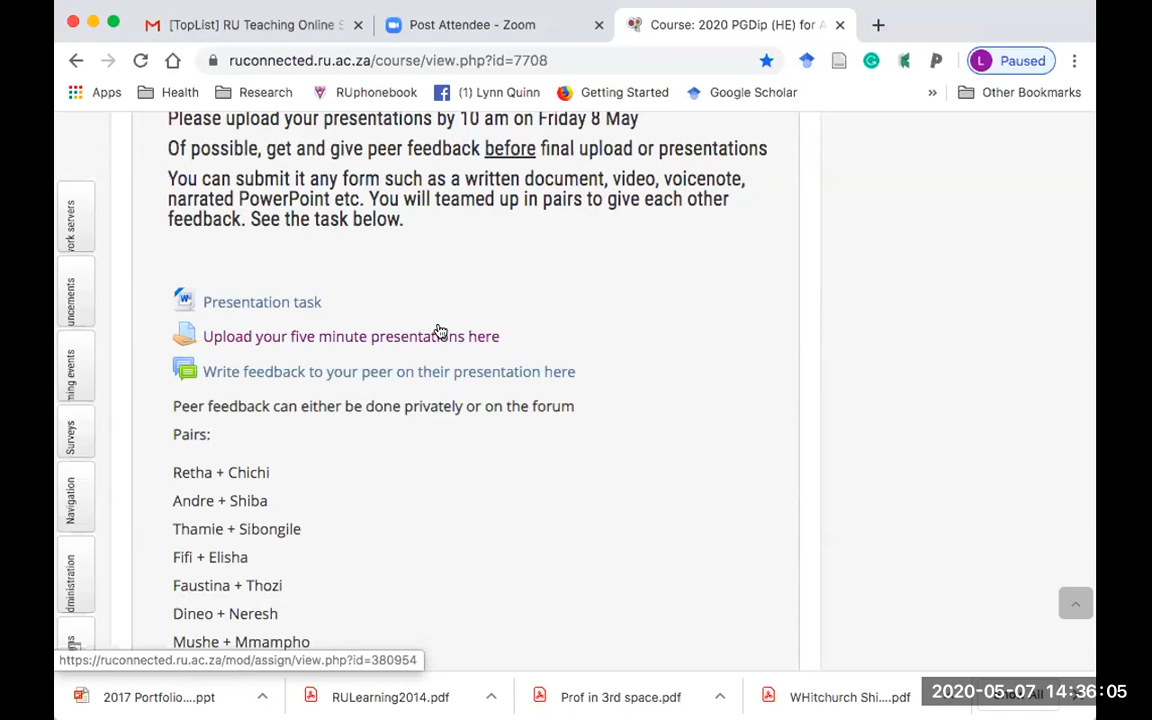 [TopList] RU Teaching Online S
Post Attendee - Zoom
Course: 2020 PGDip (HE) for A
ruconnected.ru.ac.za/course/view.php?id=7708
L Paused
Apps Health Research RUphonebook (1) Lynn Quinn Getting Started Google Scholar » Other Bookmarks
Please upload your presentations by 10 am on Friday 8 May
Of possible, get and give peer feedback before final upload or presentations
You can submit it any form such as a written document, video, voicenote,
narrated PowerPoint etc. You will teamed up in pairs to give each other
feedback. See the task below.
ork servers
uncements
ming events
Surveys
Navigation
dministration
Presentation task
Upload your five minute presentations here
Write feedback to your peer on their presentation here
Peer feedback can either be done privately or on the forum
Pairs:
Retha + Chichi
Andre + Shiba
Thamie + Sibongile
Fifi + Elisha
Faustina + Thozi
Dineo + Neresh
Mushe + Mmampho
https://ruconnected.ru.ac.za/mod/assign/view.php?id=380954
2017 Portfolio....ppt
RULearning2014.pdf
Prof in 3rd space.pdf
WHitchurch Shi....pdf
2020-05-07 14:36:05